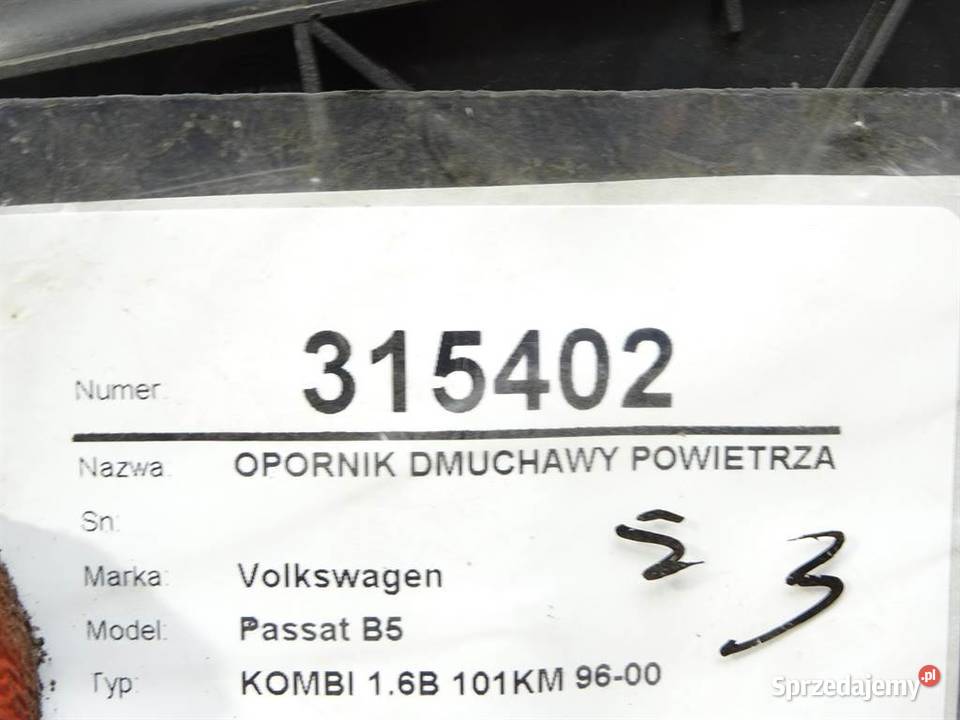 Numer: 315402
Nazwa: OPORNIK DMUCHAWY POWIETRZA
Sn:
Marka: Volkswagen
Model: Passat B5
Typ: KOMBI 1.6B 101KM 96-00
3
Sprzedajemy.pl